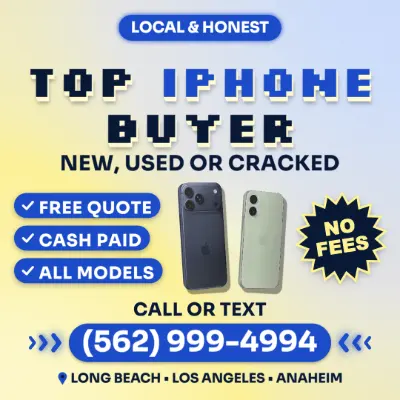 LOCAL & HONEST
TOP IPHONE
BUYER
NEW, USED OR CRACKED
FREE QUOTE
CASH PAID
ALL MODELS
NO
FEES
CALL OR TEXT
(562) 999-4994
LONG BEACH • LOS ANGELES • ANAHEIM